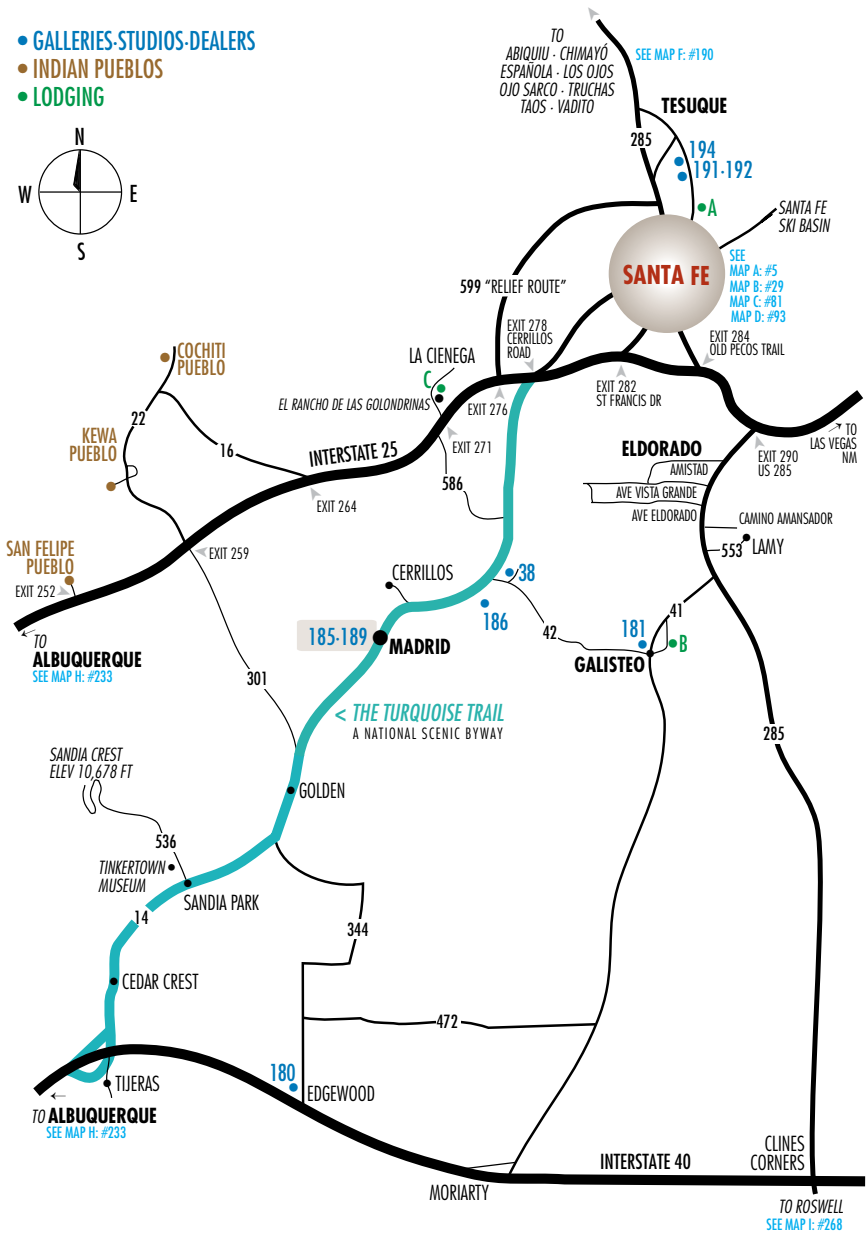 • GALLERIES·STUDIOS·DEALERS
• INDIAN PUEBLOS
• LODGING
N
W
E
S
TO
ABIQUIU · CHIMAYÓ
ESPAÑOLA · LOS OJOS
OJO SARCO · TRUCHAS
TAOS · VADITO
SEE MAP F: #190
TESUQUE
285
194
191·192
A
SANTA FE
SKI BASIN
SANTA FE
SEE
MAP A: #5
MAP B: #29
MAP C: #81
MAP D: #93
599 “RELIEF ROUTE”
EXIT 278
CERRILLOS
ROAD
EXIT 284
OLD PECOS TRAIL
COCHITI
PUEBLO
LA CIENEGA
C
EL RANCHO DE LAS GOLONDRINAS
EXIT 276
EXIT 282
ST FRANCIS DR
22
KEWA
PUEBLO
16
INTERSTATE 25
EXIT 271
586
EXIT 264
ELDORADO
AMISTAD
AVE VISTA GRANDE
AVE ELDORADO
EXIT 290
US 285
TO
LAS VEGAS
NM
CAMINO AMANSADOR
553
LAMY
SAN FELIPE
PUEBLO
EXIT 252
EXIT 259
CERRILLOS
38
186
42
41
181
B
GALISTEO
185·189
MADRID
TO
ALBUQUERQUE
SEE MAP H: #233
301
< THE TURQUOISE TRAIL
A NATIONAL SCENIC BYWAY
285
SANDIA CREST
ELEV 10,678 FT
GOLDEN
536
TINKERTOWN
MUSEUM
SANDIA PARK
14
344
CEDAR CREST
472
TIJERAS
180
EDGEWOOD
TO ALBUQUERQUE
SEE MAP H: #233
MORIARTY
INTERSTATE 40
CLINES
CORNERS
TO ROSWELL
SEE MAP I: #268